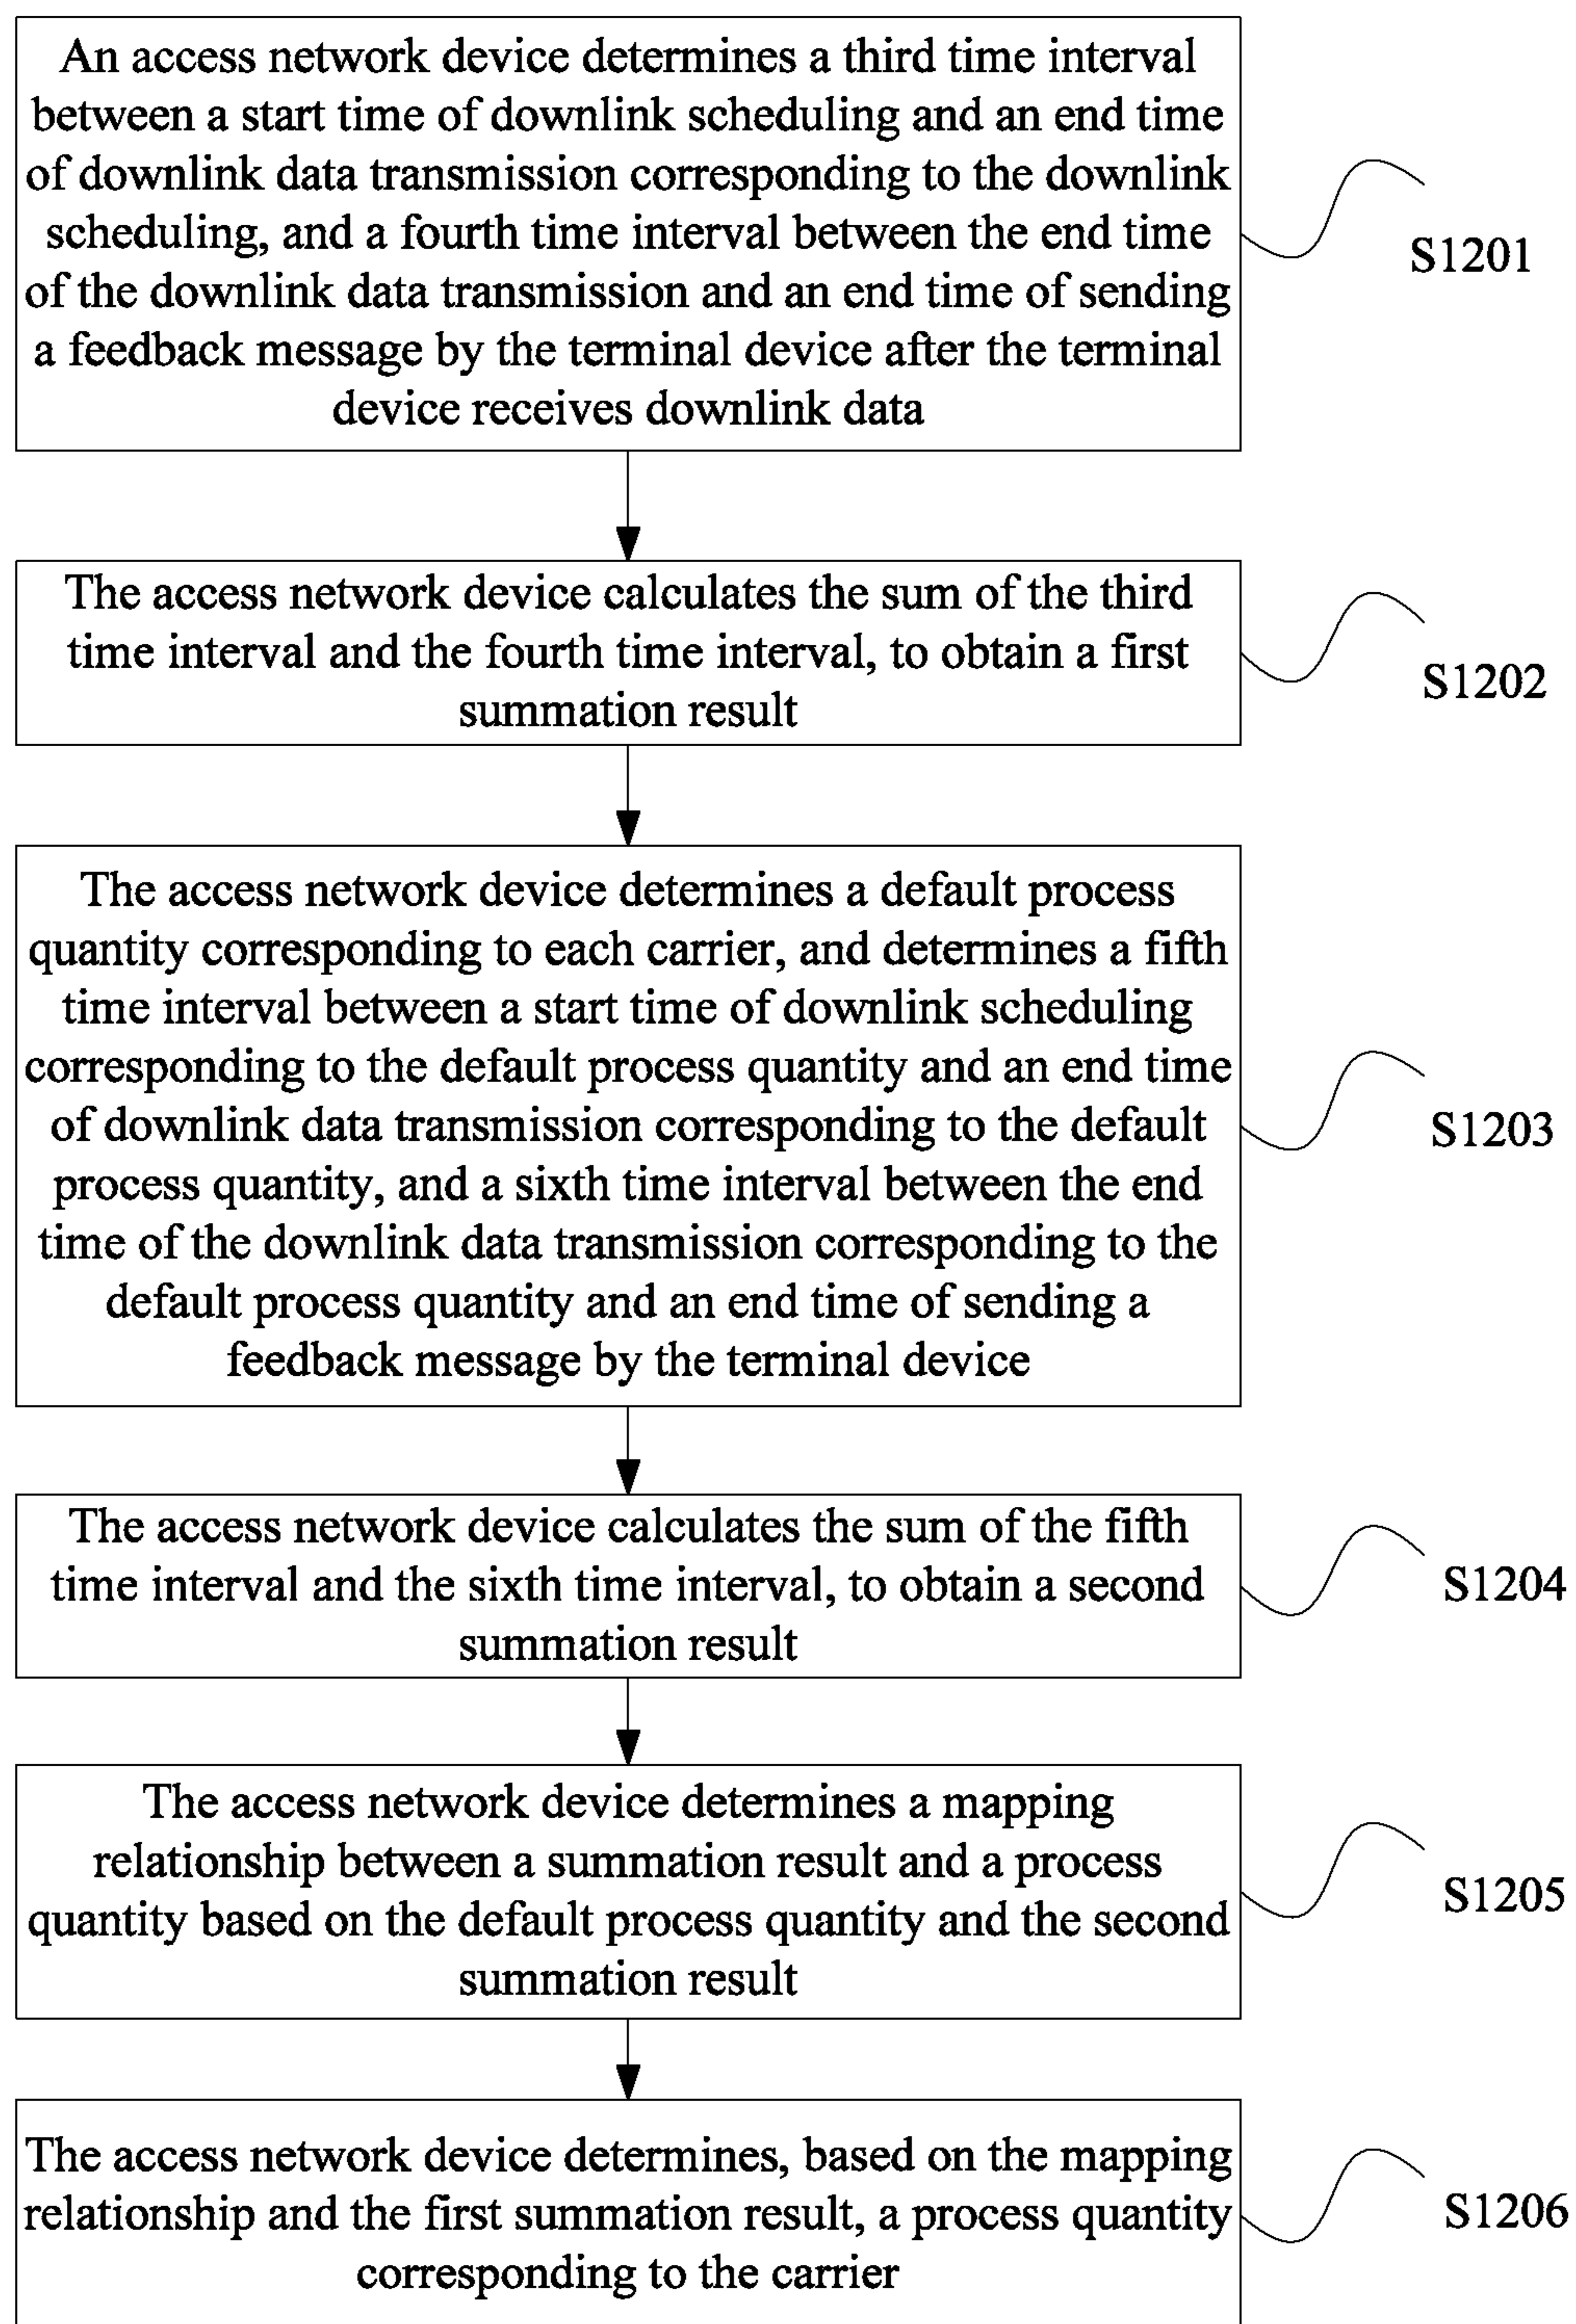 An access network device determines a third time interval
between a start time of downlink scheduling and an end time
of downlink data transmission corresponding to the downlink
scheduling, and a fourth time interval between the end time
of the downlink data transmission and an end time of sending
a feedback message by the terminal device after the terminal
device receives downlink data
S1201
The access network device calculates the sum of the third
time interval and the fourth time interval, to obtain a first
summation result
S1202
The access network device determines a default process
quantity corresponding to each carrier, and determines a fifth
time interval between a start time of downlink scheduling
corresponding to the default process quantity and an end time
of downlink data transmission corresponding to the default
process quantity, and a sixth time interval between the end
time of the downlink data transmission corresponding to the
default process quantity and an end time of sending a
feedback message by the terminal device
S1203
The access network device calculates the sum of the fifth
time interval and the sixth time interval, to obtain a second
summation result
S1204
The access network device determines a mapping
relationship between a summation result and a process
quantity based on the default process quantity and the second
summation result
S1205
The access network device determines, based on the mapping
relationship and the first summation result, a process quantity
corresponding to the carrier
S1206